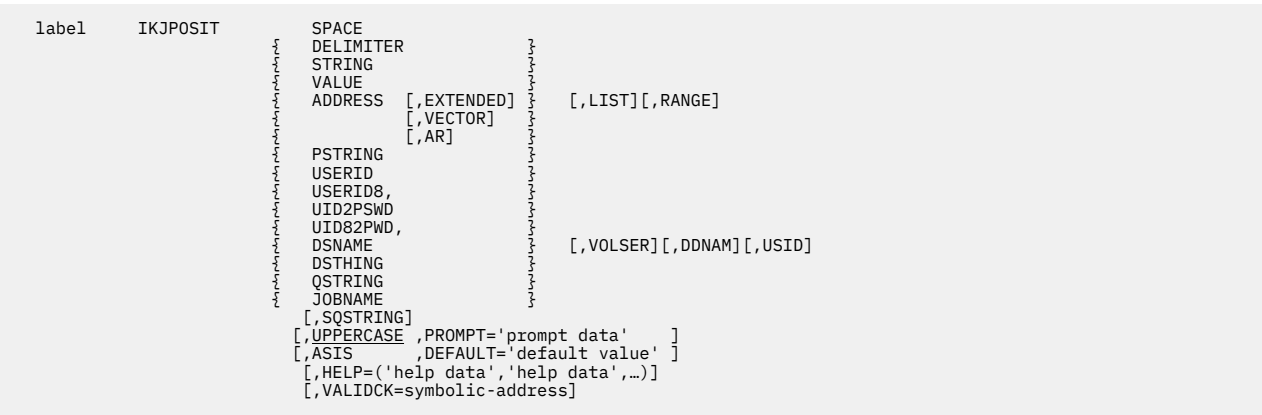 label IKJPOSIT SPACE
{ DELIMITER }
{ STRING }
{ VALUE }
{ ADDRESS [,EXTENDED] } [,LIST][,RANGE]
{ [,VECTOR] }
{ [,AR] }
{ PSTRING }
{ USERID }
{ USERID8, }
{ UID2PSWD }
{ UID82PWD, }
{ DSNAME } [,VOLSER][,DDNAM][,USID]
{ DSTHING }
{ QSTRING }
{ JOBNAME }
[,SQSTRING]
[,UPPERCASE ,PROMPT='prompt data' ]
[,ASIS ,DEFAULT='default value' ]
[,HELP=('help data','help data',…)]
[,VALIDCK=symbolic-address]